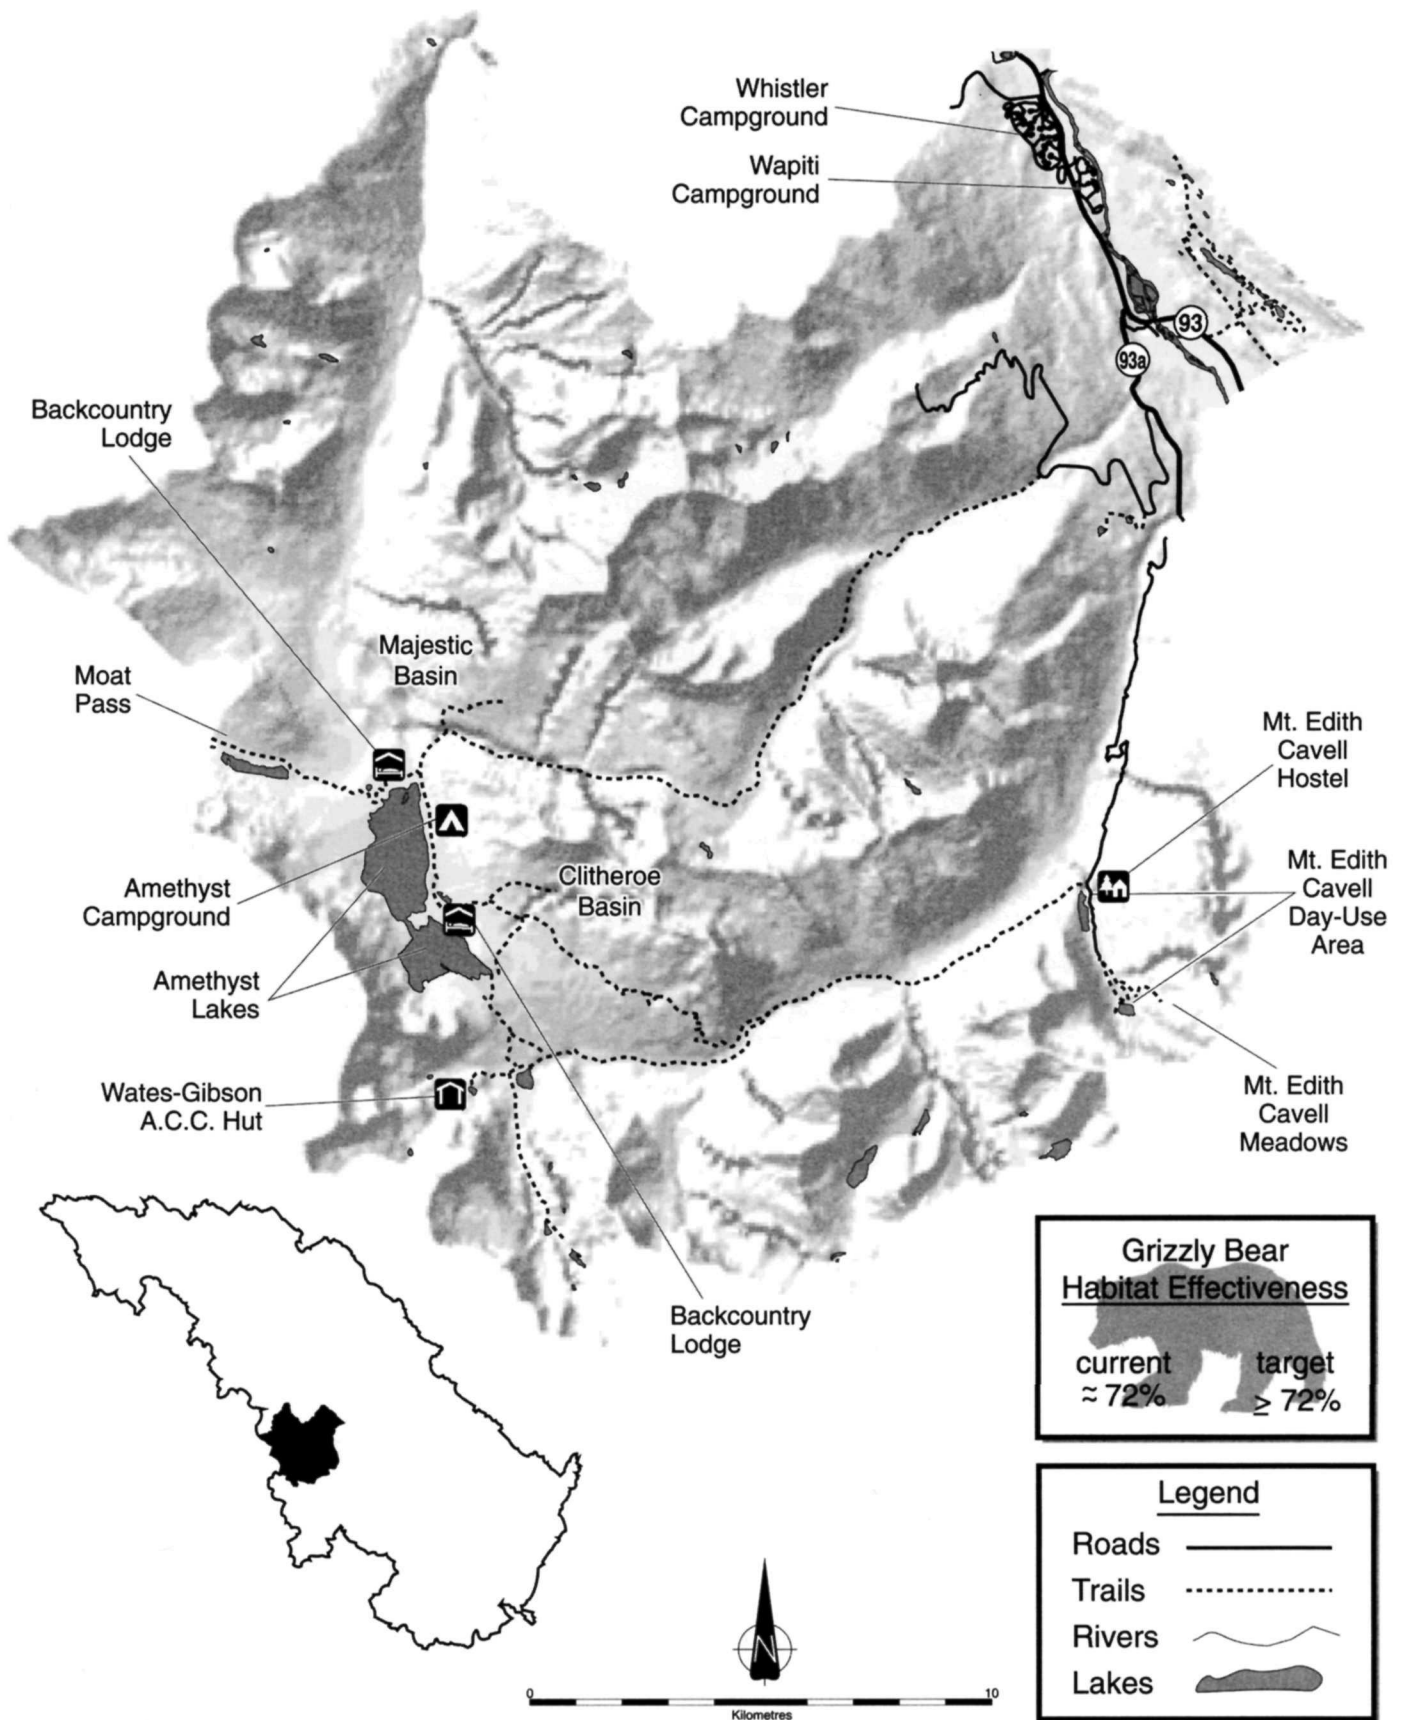 Whistler
Campground
Wapiti
Campground
93
93a
Backcountry
Lodge
Majestic
Basin
Moat
Pass
Mt. Edith
Cavell
Hostel
Clitheroe
Basin
Mt. Edith
Cavell
Day-Use
Area
Amethyst
Campground
Amethyst
Lakes
Wates-Gibson
A.C.C. Hut
Mt. Edith
Cavell
Meadows
Backcountry
Lodge
Grizzly Bear
Habitat Effectiveness
current target
≈ 72% ≥ 72%
Legend
Roads
Trails
Rivers
Lakes
N
0 10
Kilometres